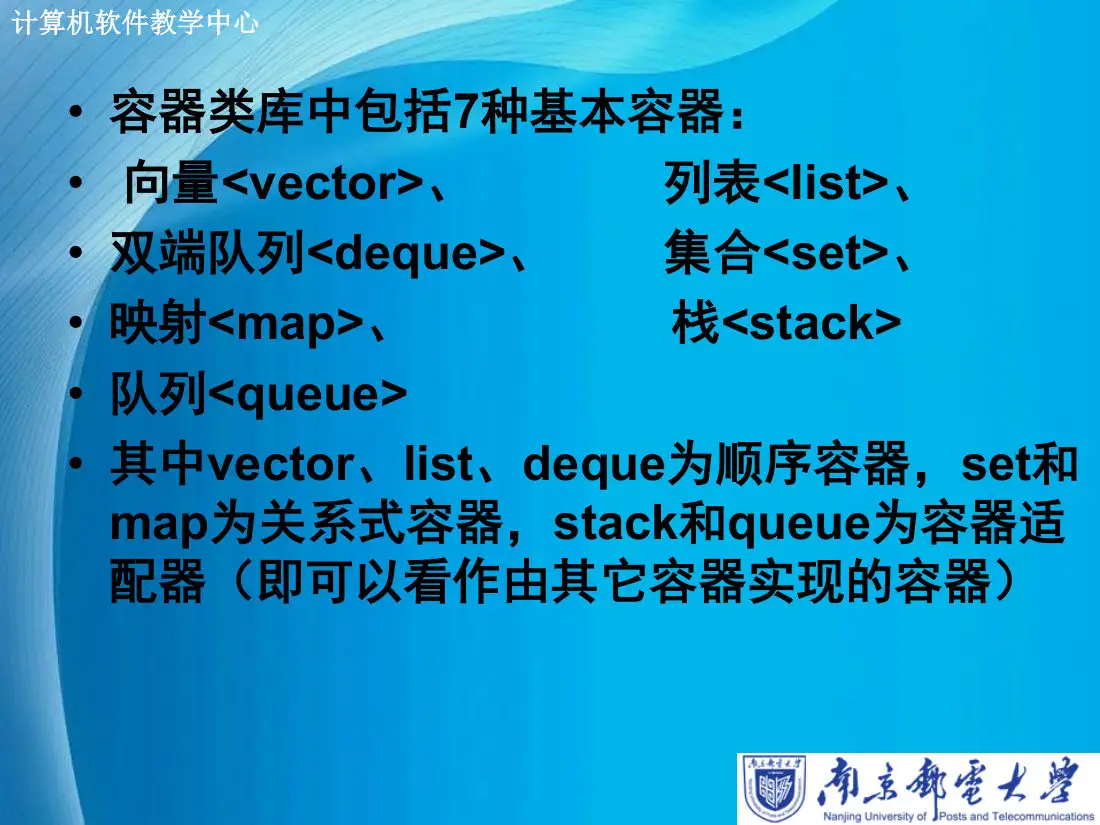 计算机软件教学中心
• 容器类库中包括7种基本容器：
• 向量<vector>、 列表<list>、
• 双端队列<deque>、 集合<set>、
• 映射<map>、 栈<stack>
• 队列<queue>
• 其中vector、list、deque为顺序容器，set和
map为关系式容器，stack和queue为容器适
配器（即可以看作由其它容器实现的容器）
南京郵電大學
Nanjing University of Posts and Telecommunications